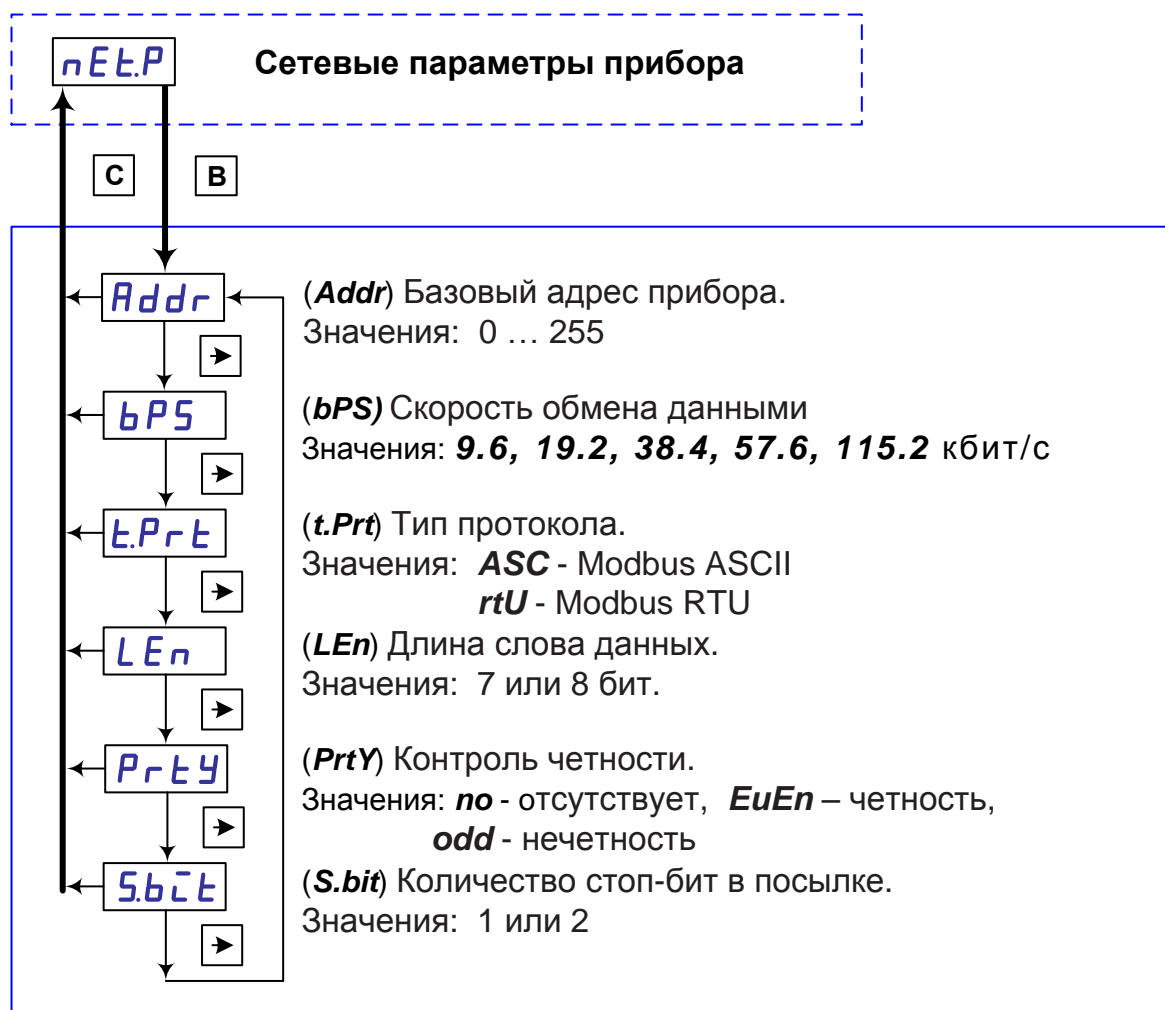 nEt.P Сетевые параметры прибора
C B
Addr (Addr) Базовый адрес прибора.
Значения: 0 … 255
bPS (bPS) Скорость обмена данными
Значения: 9.6, 19.2, 38.4, 57.6, 115.2 кбит/с
t.Prt (t.Prt) Тип протокола.
Значения: ASC - Modbus ASCII
rtU - Modbus RTU
LEn (LEn) Длина слова данных.
Значения: 7 или 8 бит.
PrtY (PrtY) Контроль четности.
Значения: no - отсутствует, EuEn – четность,
odd - нечетность
S.bit (S.bit) Количество стоп-бит в посылке.
Значения: 1 или 2